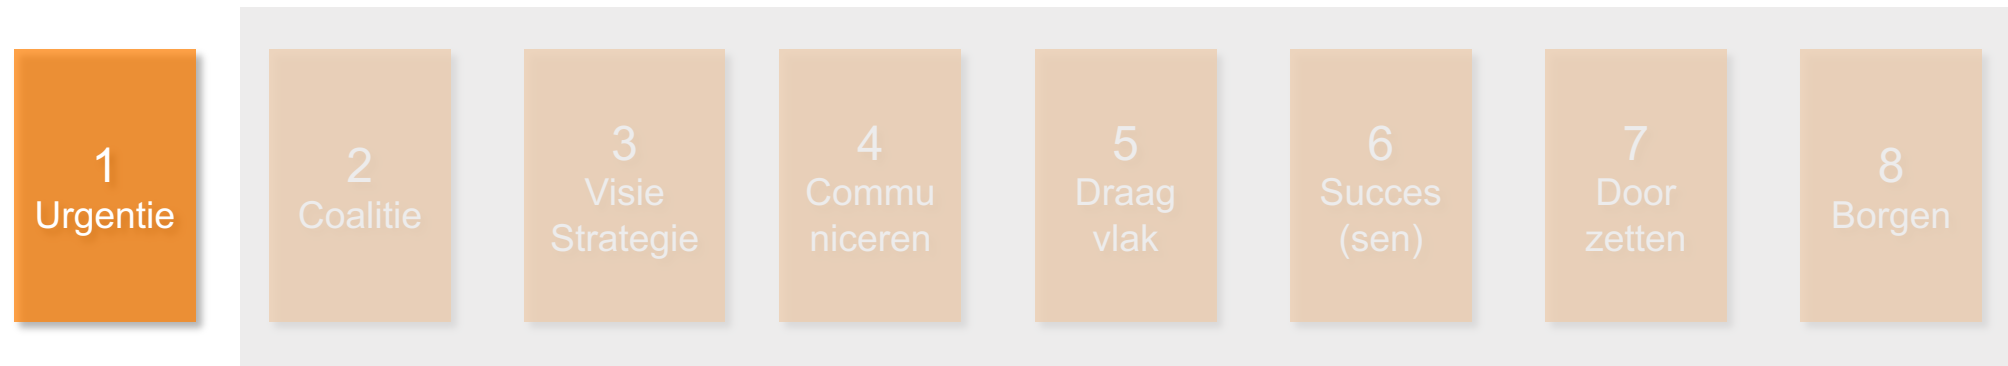 1
Urgentie
2
Coalitie
3
Visie
Strategie
4
Commu
niceren
5
Draag
vlak
6
Succes
(sen)
7
Door
zetten
8
Borgen